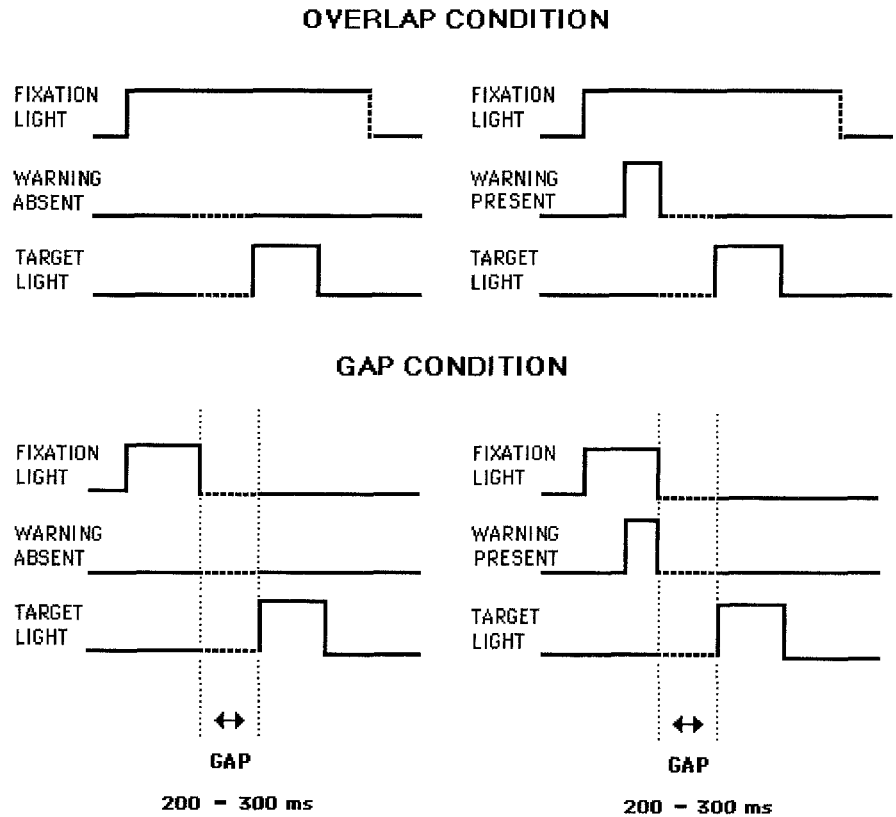 OVERLAP CONDITION
FIXATION
LIGHT
WARNING
ABSENT
TARGET
LIGHT
FIXATION
LIGHT
WARNING
PRESENT
TARGET
LIGHT
GAP CONDITION
FIXATION
LIGHT
WARNING
ABSENT
TARGET
LIGHT
GAP
200 - 300 ms
FIXATION
LIGHT
WARNING
PRESENT
TARGET
LIGHT
GAP
200 - 300 ms